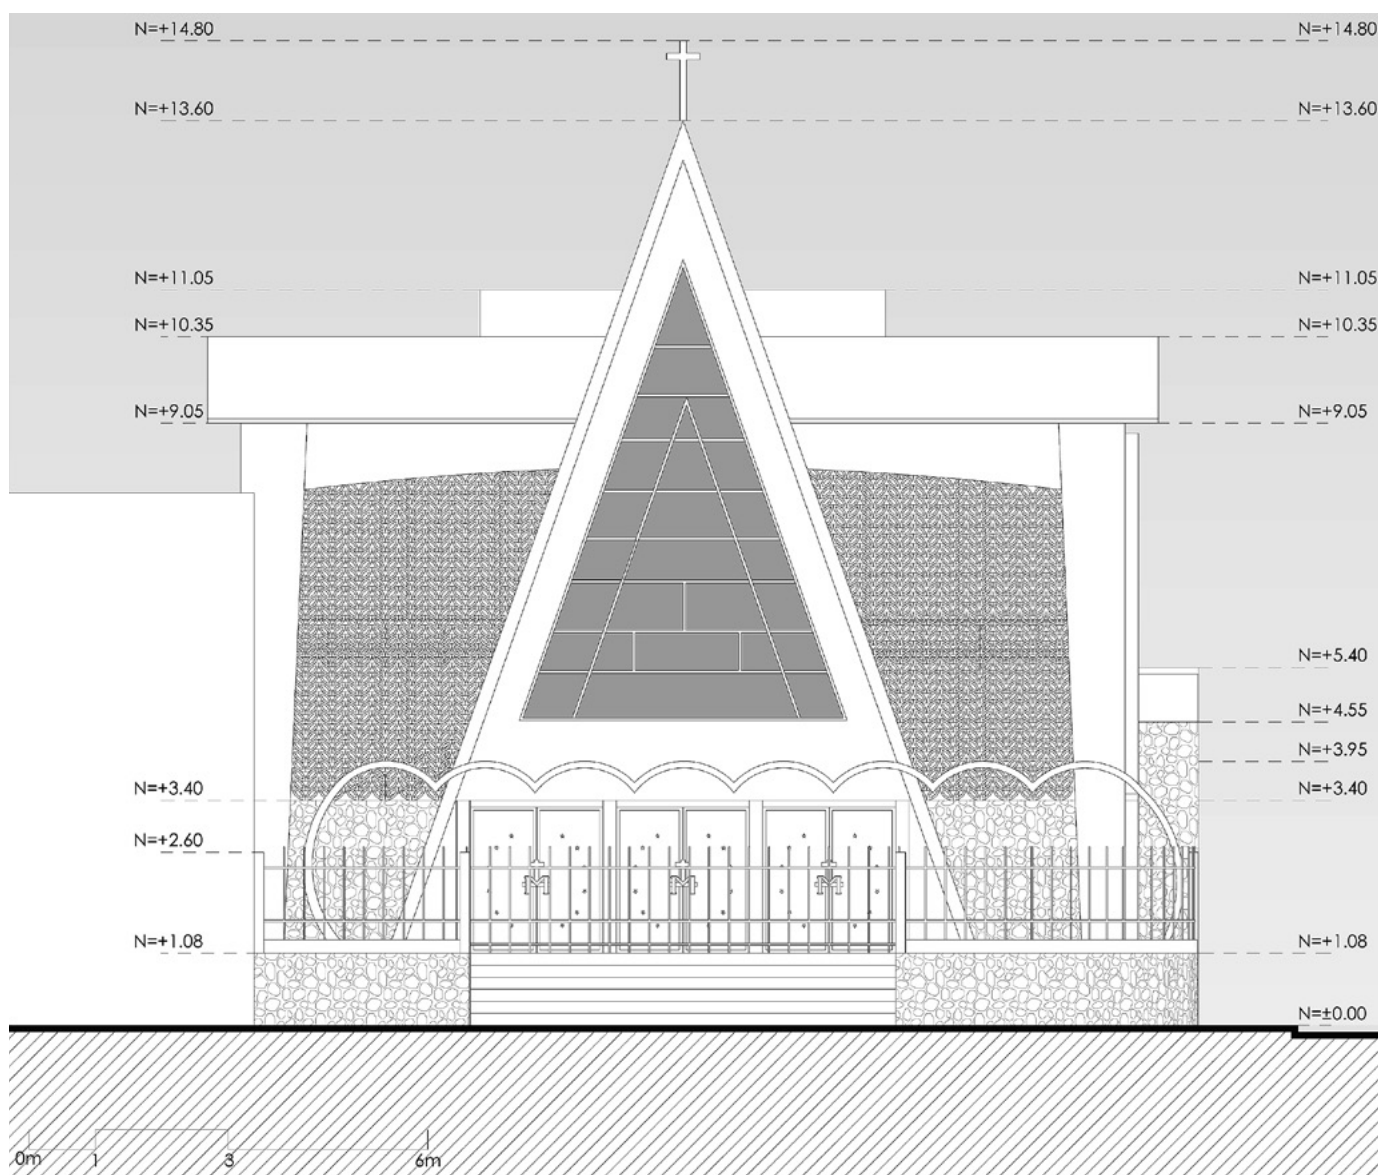 N=+14.80 N=+14.80
N=+13.60 N=+13.60
N=+11.05 N=+11.05
N=+10.35 N=+10.35
N=+9.05 N=+9.05
N=+5.40
N=+4.55
N=+3.95
N=+3.40 N=+3.40
N=+2.60
M M M
N=+1.08 N=+1.08
N=±0.00
0m 1 3 6m